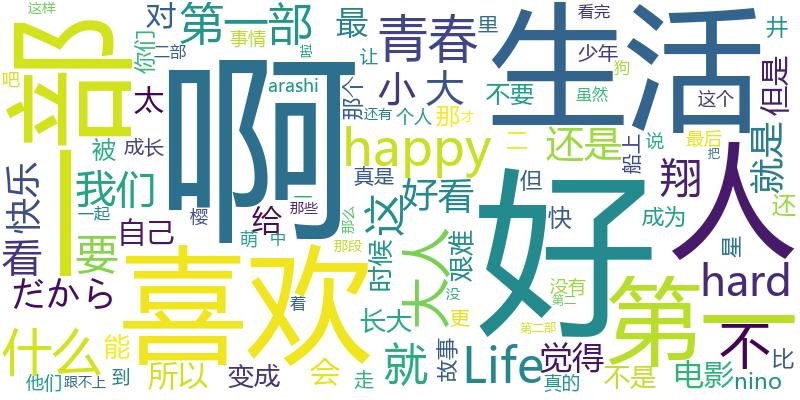 这样
一部
吧
二部
对
第一部
事情
你们
最
里
让
青春
看完
少年
井
生活
狗
啊
arashi
那个
小
大
不要
虽然
这个
但是
太
还有
个人
那
才
被
成长
happy
二
还是
船上
说
最后
把
就是
看
快乐
我们
真是
好看
但
好
翔
人
还
一起
要
自己
樱
给
一
那些
那么
这
快
成为
艰难
星
萌
中
那段
时候
大人
没
没有
第一
hard
だから
喜欢
着
什么
能
长大
更
第二部
觉得
不
比
他们
跟不上
到
所以
变成
会
走
就
故事
Life
真的
不是
电影
nino